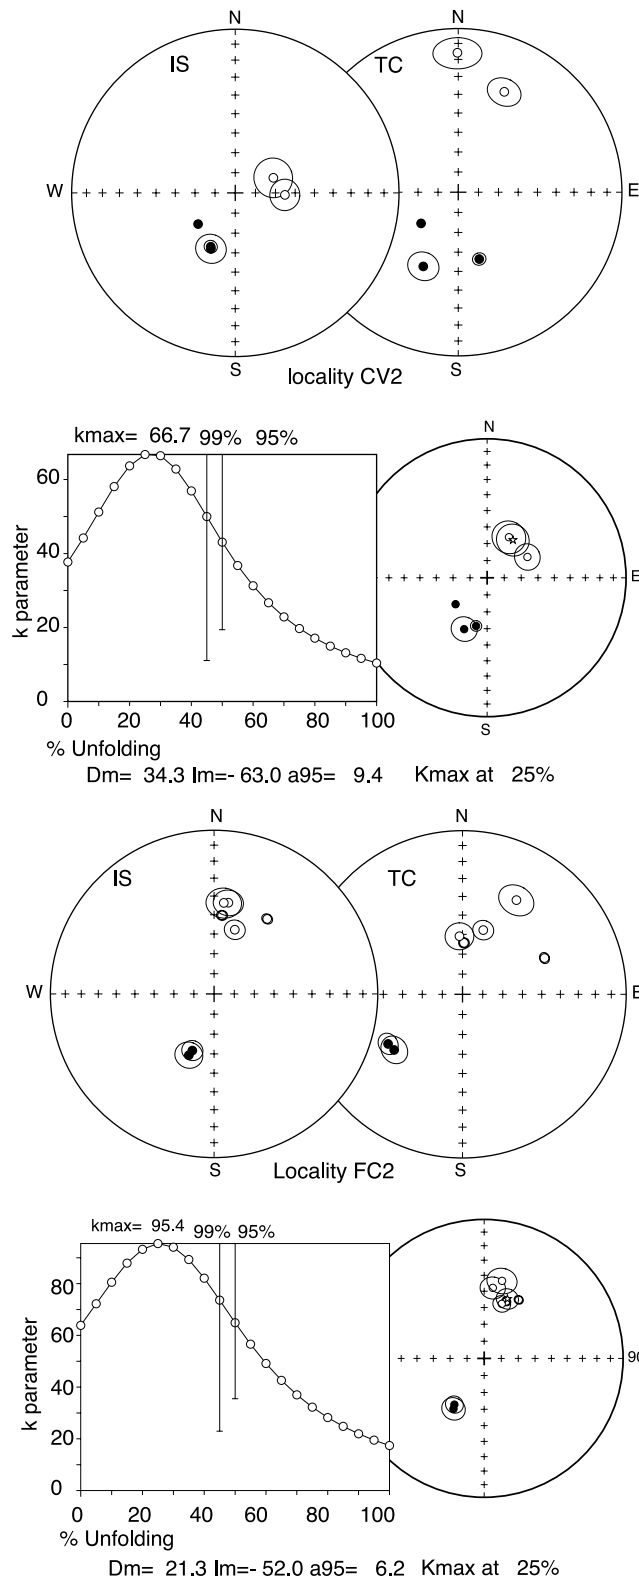 N N
IS TC
W E
S S
locality CV2
kmax= 66.7 99% 95%
N
60
40
20
0
k parameter
E
S
0 20 40 60 80 100
% Unfolding
Dm= 34.3 Im=- 63.0 a95= 9.4 Kmax at 25%
N N
IS TC
W E
S S
Locality FC2
kmax= 95.4 99% 95%
80
60
40
20
0
k parameter
90
0 20 40 60 80 100
% Unfolding
Dm= 21.3 Im=- 52.0 a95= 6.2 Kmax at 25%